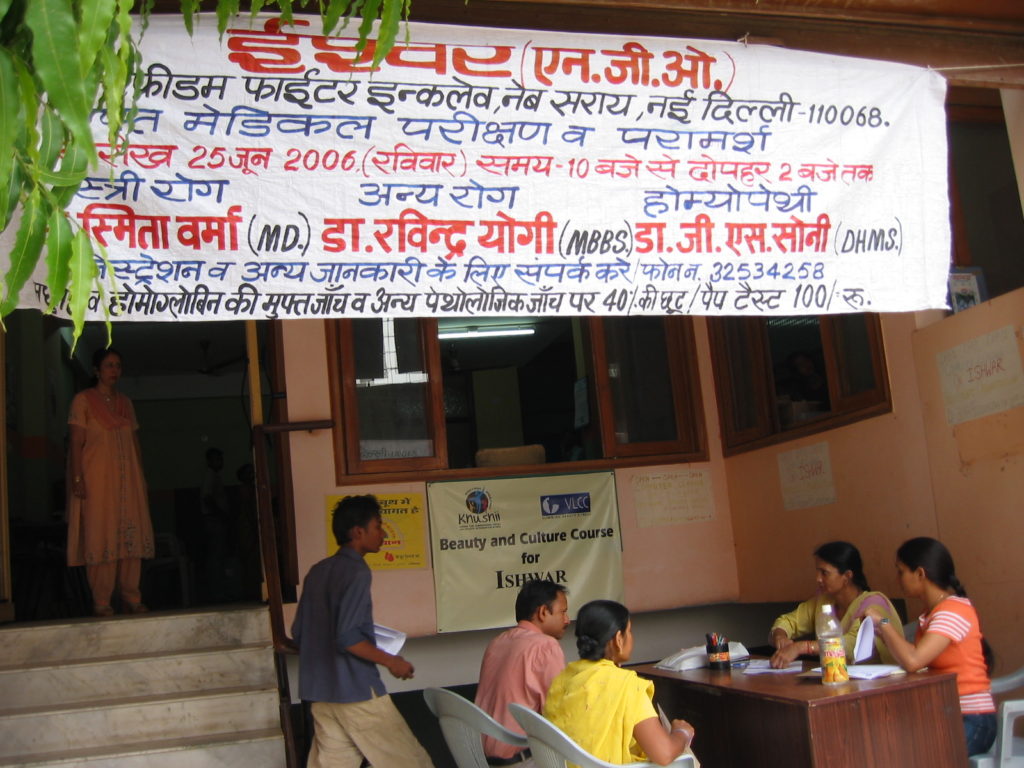 ईश्वर (एन.जी.ओ.)
फ्रीडम फाईटर इन्कलेव, नेब सराय, नई दिल्ली-110068.
मेडिकल परीक्षण व परामर्श
25 जून 2006.(रविवार) समय-10 बजे से दोपहर 2 बजे तक
स्त्री रोग अन्य रोग होम्योपैथी
स्मिता वर्मा (MD.) डा. रविन्द्र योगी (MBBS.) डा. जी. एस. सोनी (DHMS.)
व अन्य जानकारी के लिए संपर्क करें/फोन न. 32534258
व होमोग्लोबिन की मुफ्त जाँच व अन्य पेथोलोजिक जाँच पर 40% की छूट/पैप टैस्ट 100/- रू.
ISHWAR
Khushii
VLCC
Beauty and Culture Course
for
ISHWAR